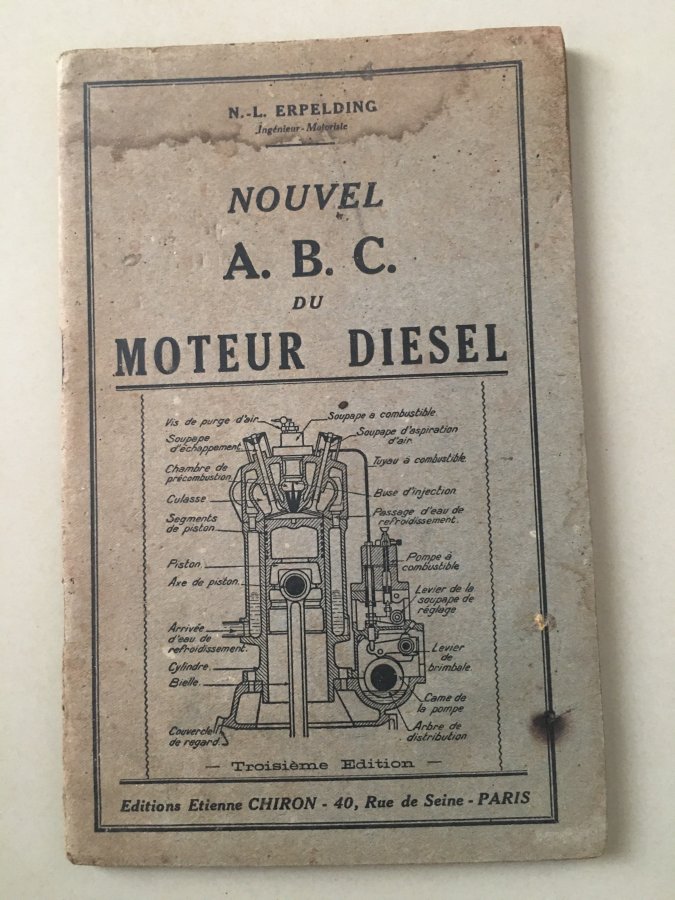 N.-L. ERPELDING
Ingénieur-Motoriste
NOUVEL
A. B. C.
DU
MOTEUR DIESEL
Vis de purge d'air
Soupape à combustible
Soupape
d'échappement
Soupape d'aspiration
d'air
Chambre de
précombustion
Tuyau à combustible
Culasse
Buse d'injection
Segments
de piston
Passage d'eau de
refroidissement.
Piston
Pompe à
combustible
Axe de piston
Levier de la
soupape de
réglage
Arrivée
d'eau de
refroidissement.
Levier
de
brimbale
Cylindre
Bielle
Came de
la pompe
Couvercle
de regard
Arbre de
distribution
— Troisième Edition —
Editions Etienne CHIRON - 40, Rue de Seine - PARIS